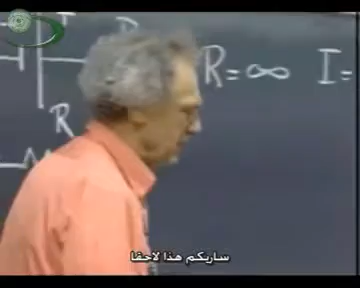 R
R = ∞ I =
R
سأريكم هذا لاحقا